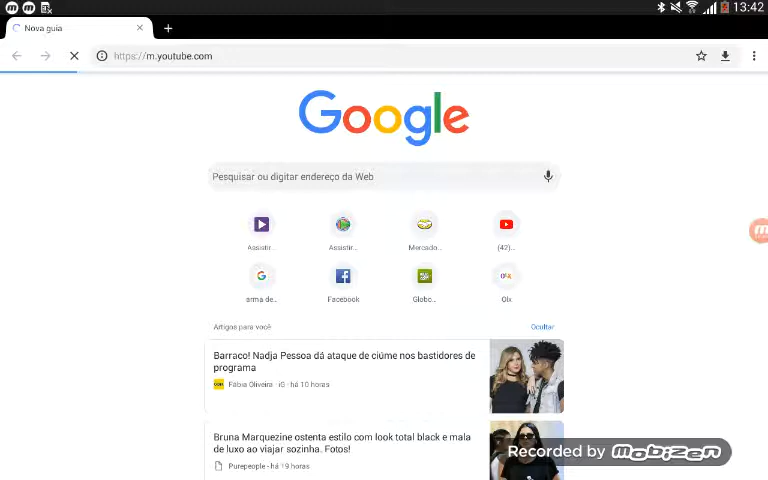 13:42
Nova guia
https://m.youtube.com
Google
Pesquisar ou digitar endereço da Web
Assistir...
Assistir...
Mercado...
(42)...
arma de...
Facebook
Globo...
Olx
Artigos para você
Ocultar
Barraco! Nadja Pessoa dá ataque de ciúme nos bastidores de
programa
Fábia Oliveira · iG · há 10 horas
Bruna Marquezine ostenta estilo com look total black e mala
de luxo ao viajar sozinha. Fotos!
Purepeople · há 19 horas
Recorded by mobizen